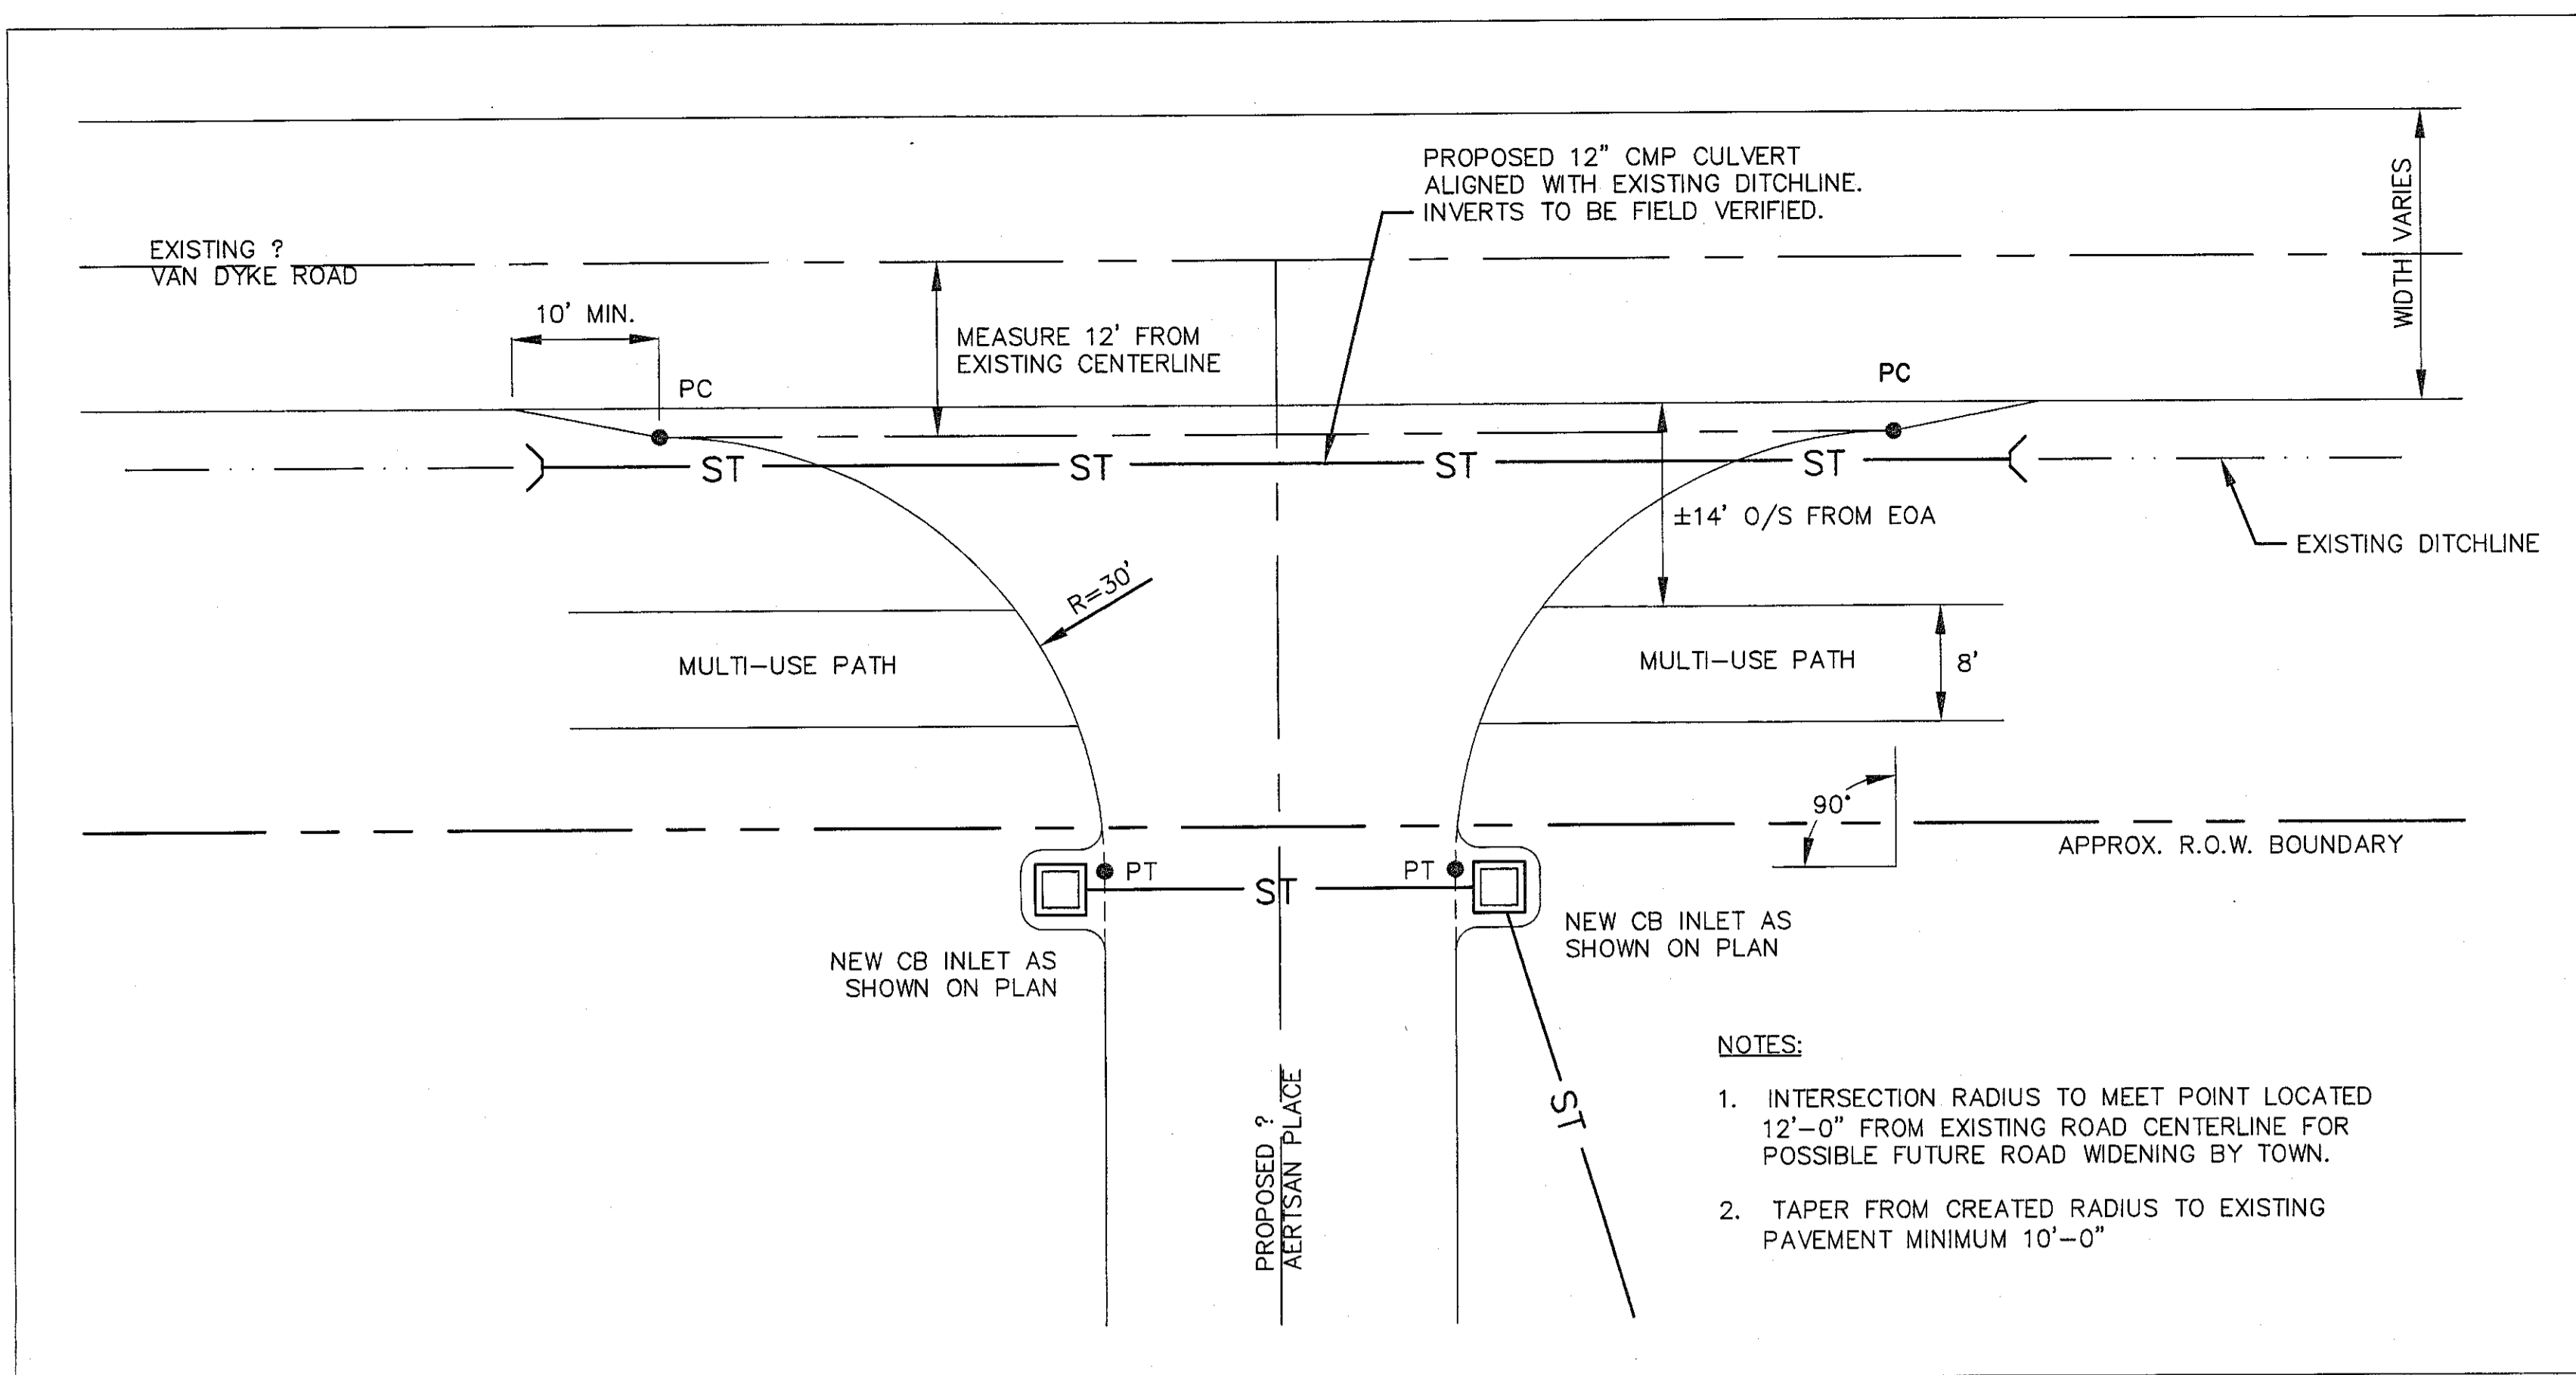 PROPOSED 12" CMP CULVERT
ALIGNED WITH EXISTING DITCHLINE.
INVERTS TO BE FIELD VERIFIED.
WIDTH VARIES
EXISTING ?
VAN DYKE ROAD
10' MIN.
MEASURE 12' FROM
EXISTING CENTERLINE
PC
PC
ST
ST
ST
ST
±14' O/S FROM EOA
EXISTING DITCHLINE
R=30'
MULTI-USE PATH
MULTI-USE PATH
8'
90°
APPROX. R.O.W. BOUNDARY
PT
ST
PT
NEW CB INLET AS
SHOWN ON PLAN
NEW CB INLET AS
SHOWN ON PLAN
ST
PROPOSED ?
AERTSAN PLACE
NOTES:
1. INTERSECTION RADIUS TO MEET POINT LOCATED
12'-0" FROM EXISTING ROAD CENTERLINE FOR
POSSIBLE FUTURE ROAD WIDENING BY TOWN.
2. TAPER FROM CREATED RADIUS TO EXISTING
PAVEMENT MINIMUM 10'-0"